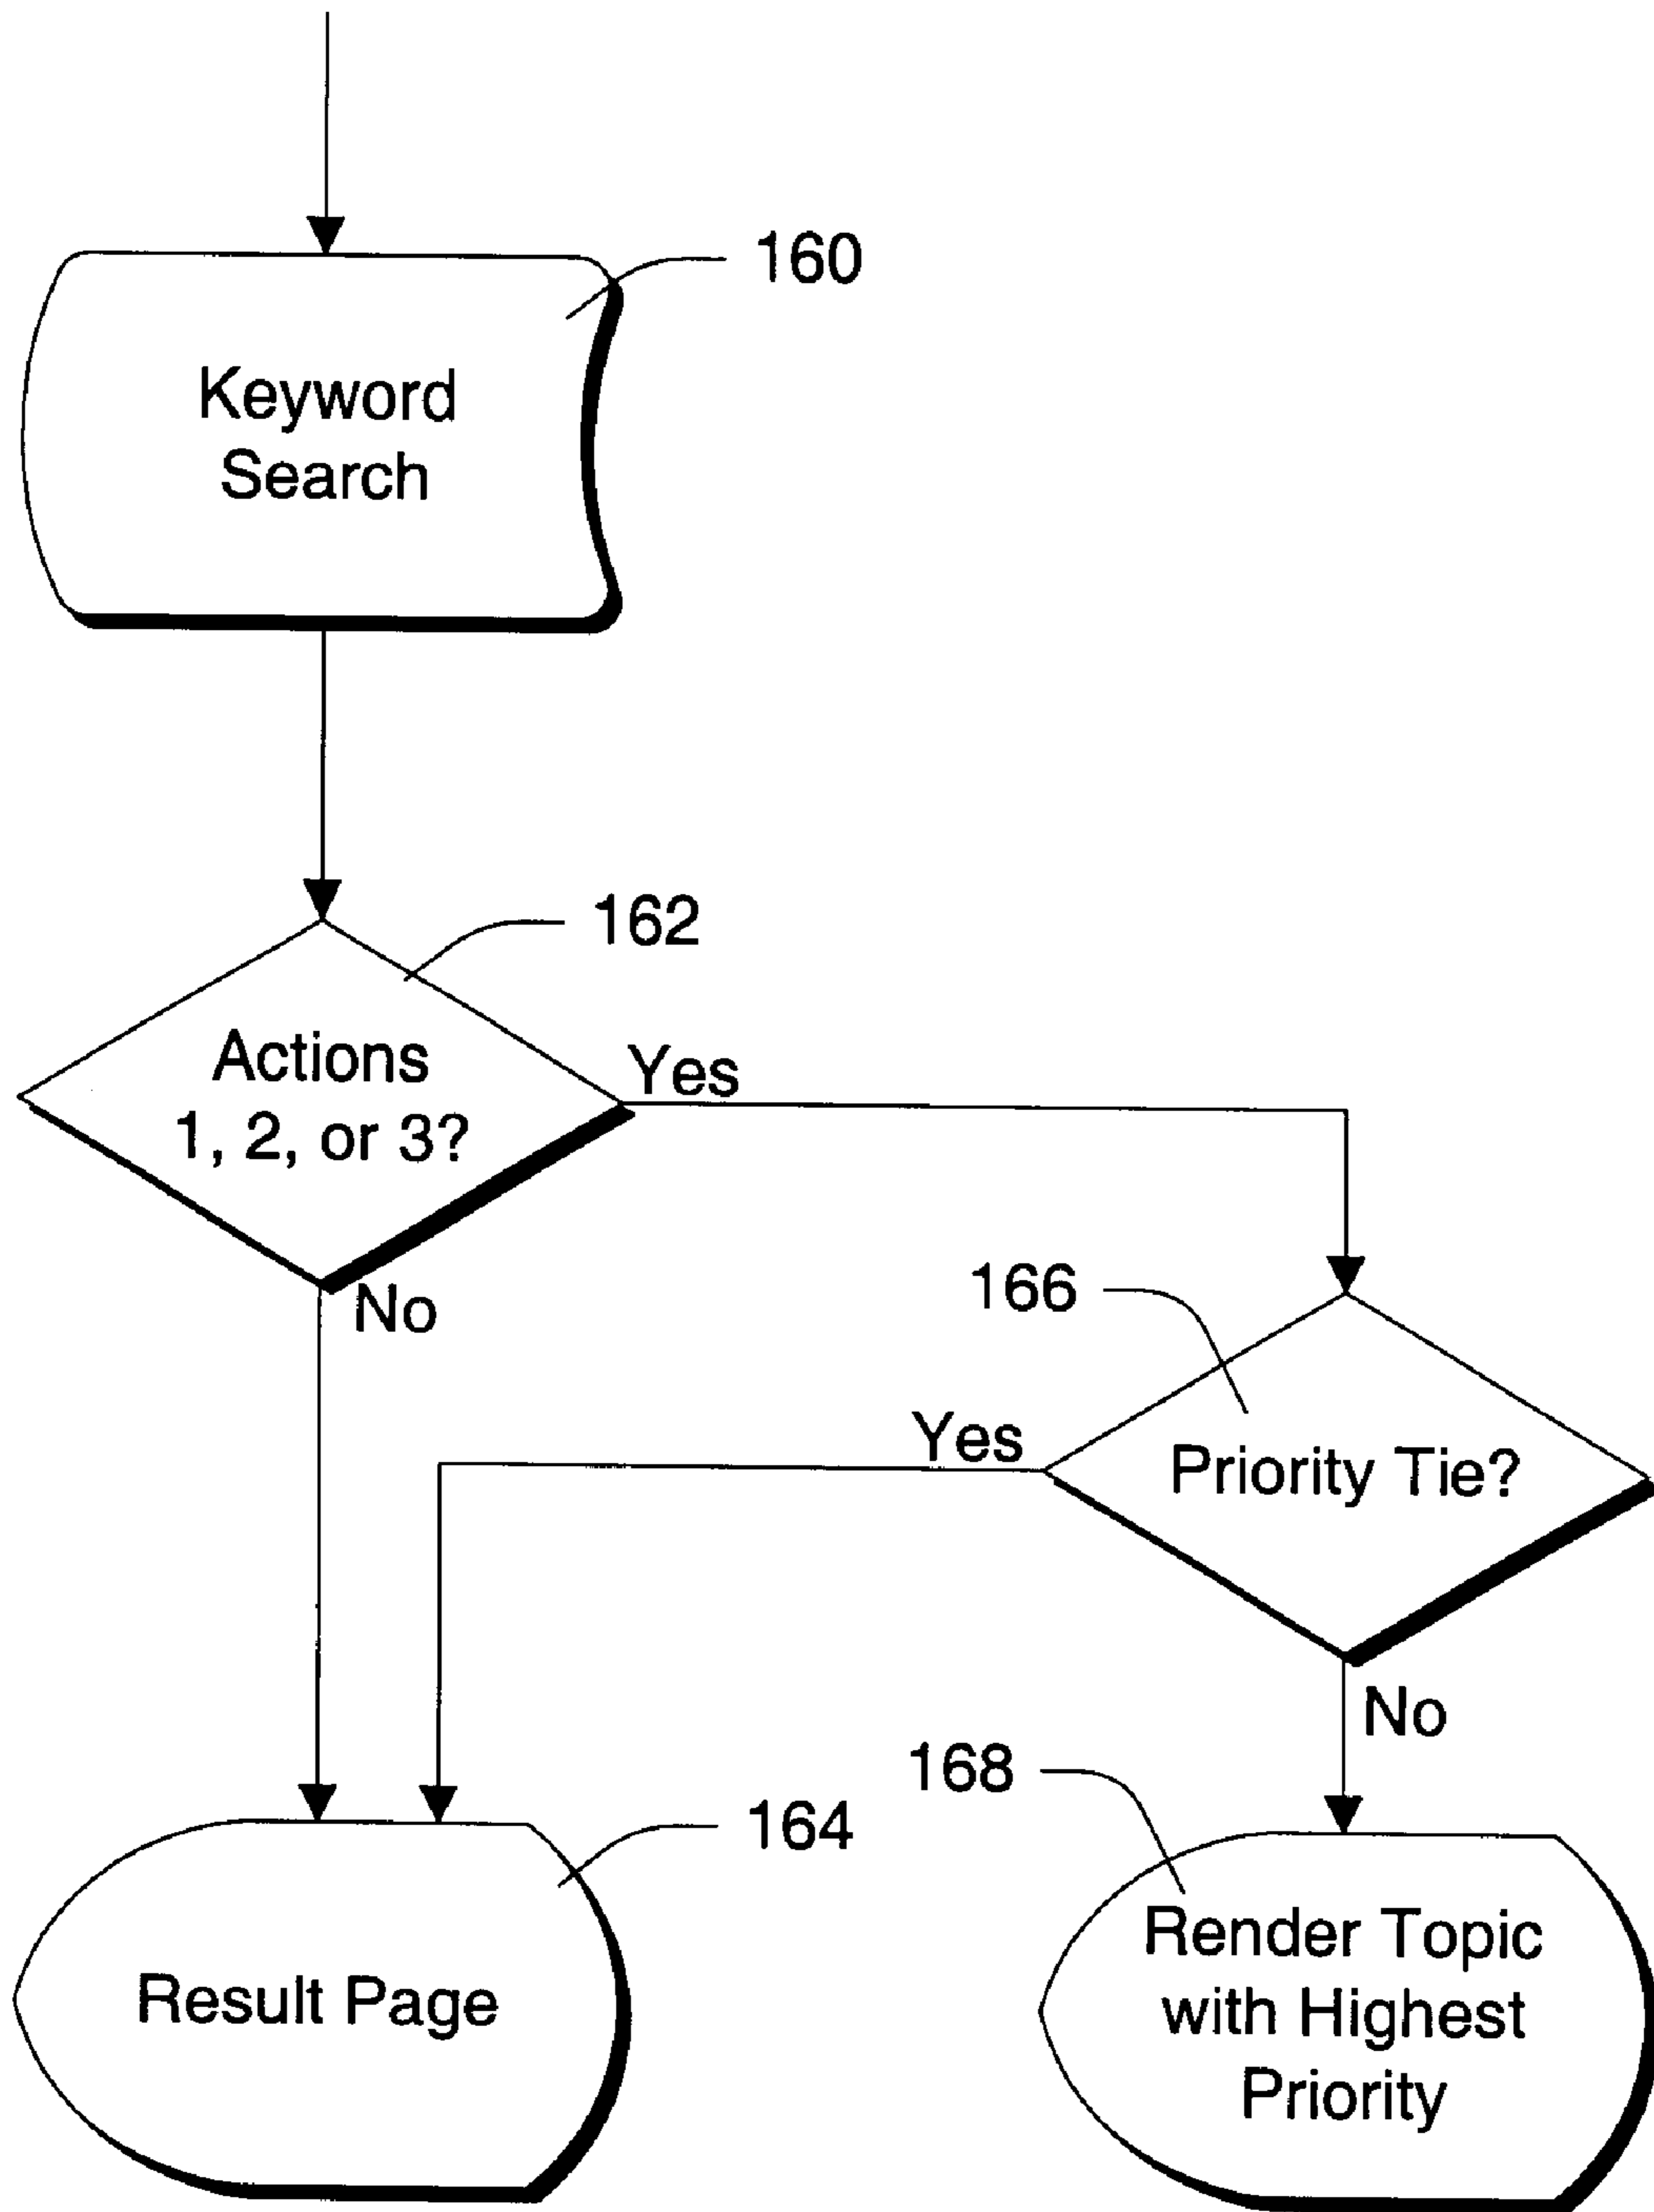 160
Keyword
Search
162
Actions
1, 2, or 3?
Yes
No
166
Yes
Priority Tie?
No
168
164
Result Page
Render Topic
with Highest
Priority